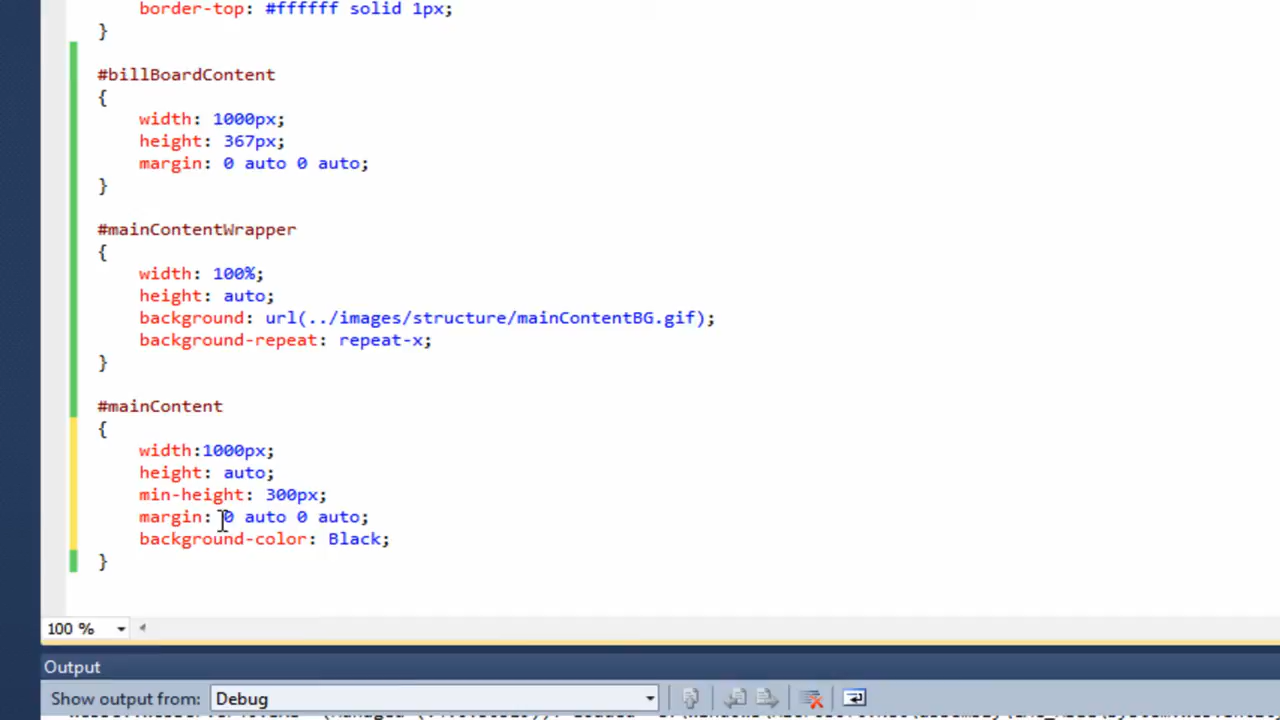 border-top: #ffffff solid 1px;
}
#billBoardContent
{
width: 1000px;
height: 367px;
margin: 0 auto 0 auto;
}
#mainContentWrapper
{
width: 100%;
height: auto;
background: url(../images/structure/mainContentBG.gif);
background-repeat: repeat-x;
}
#mainContent
{
width:1000px;
height: auto;
min-height: 300px;
margin: 0 auto 0 auto;
background-color: Black;
}
100 %
Output
Show output from: Debug